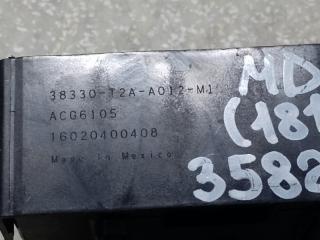 38330-T2A-A012-M1
ACG6105
16020400408
Made in Mexico
MD
(181
3582